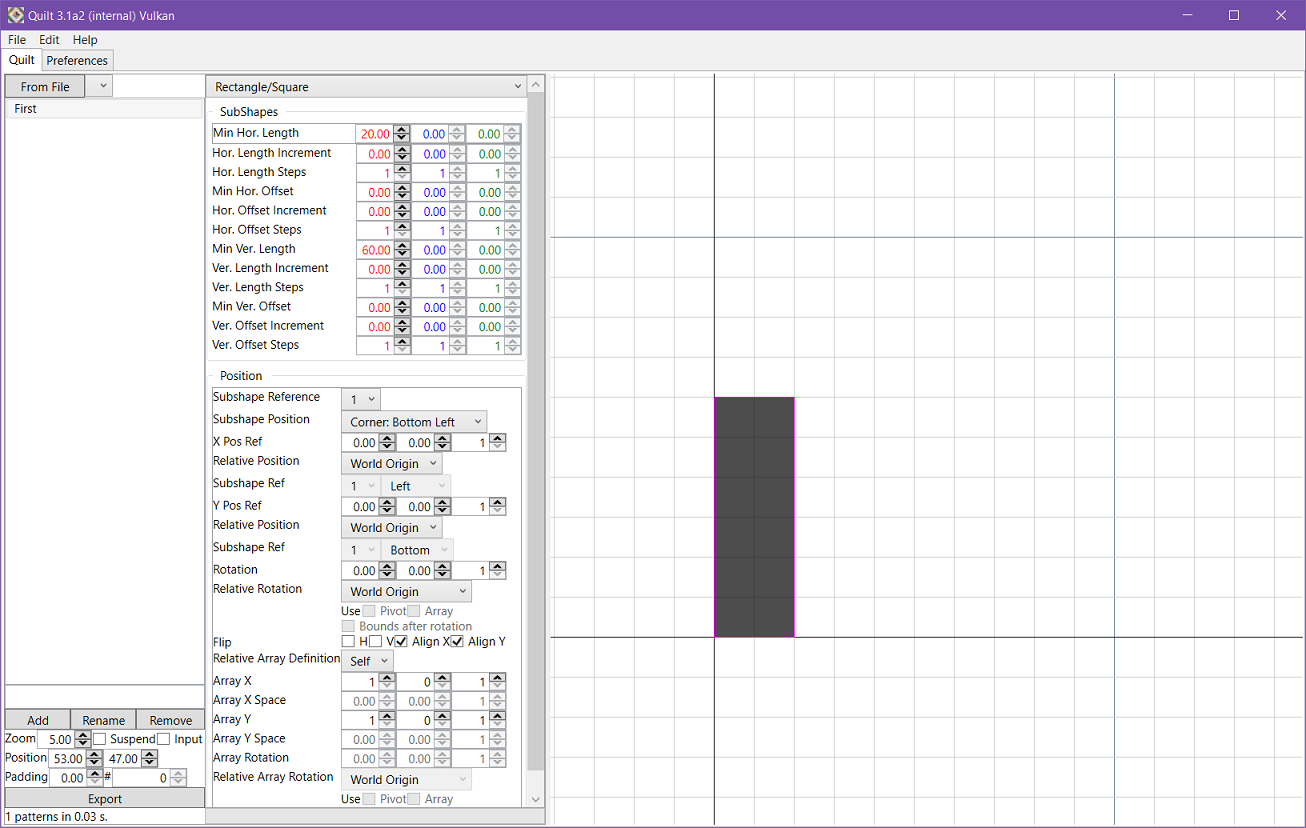 Quilt 3.1a2 (internal) Vulkan
File Edit Help
Quilt Preferences
From File
First
Rectangle/Square
SubShapes
Min Hor. Length 20.00 0.00 0.00
Hor. Length Increment 0.00 0.00 0.00
Hor. Length Steps 1 1 1
Min Hor. Offset 0.00 0.00 0.00
Hor. Offset Increment 0.00 0.00 0.00
Hor. Offset Steps 1 1 1
Min Ver. Length 60.00 0.00 0.00
Ver. Length Increment 0.00 0.00 0.00
Ver. Length Steps 1 1 1
Min Ver. Offset 0.00 0.00 0.00
Ver. Offset Increment 0.00 0.00 0.00
Ver. Offset Steps 1 1 1
Position
Subshape Reference 1
Subshape Position Corner: Bottom Left
X Pos Ref 0.00 0.00 1
Relative Position World Origin
Subshape Ref 1 Left
Y Pos Ref 0.00 0.00 1
Relative Position World Origin
Subshape Ref 1 Bottom
Rotation 0.00 0.00 1
Relative Rotation World Origin
Use Pivot Array
Bounds after rotation
Flip H V Align X Align Y
Relative Array Definition Self
Array X 1 0 1
Array X Space 0.00 0.00 1
Array Y 1 0 1
Array Y Space 0.00 0.00 1
Array Rotation 0.00 0.00 1
Relative Array Rotation World Origin
Use Pivot Array
Add Rename Remove
Zoom 5.00 Suspend Input
Position 53.00 47.00
Padding 0.00 # 0
Export
1 patterns in 0.03 s.